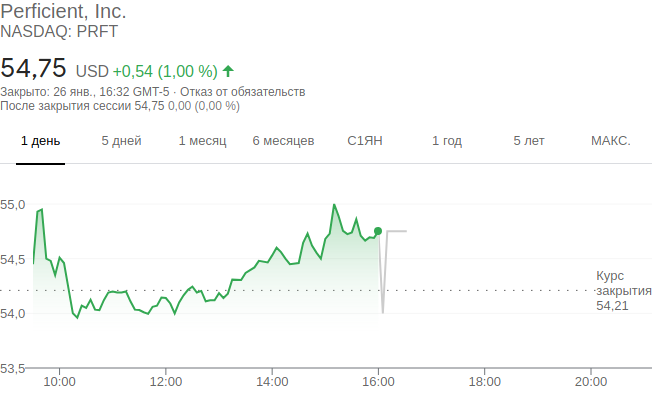 Perficient, Inc.
NASDAQ: PRFT
54,75 USD +0,54 (1,00 %)
Закрыто: 26 янв., 16:32 GMT-5 · Отказ от обязательств
После закрытия сессии 54,75 0,00 (0,00 %)
1 день 5 дней 1 месяц 6 месяцев С1ЯН 1 год 5 лет МАКС.
55,0
54,5
Курс
закрытия
54,21
54,0
53,5
10:00 12:00 14:00 16:00 18:00 20:00